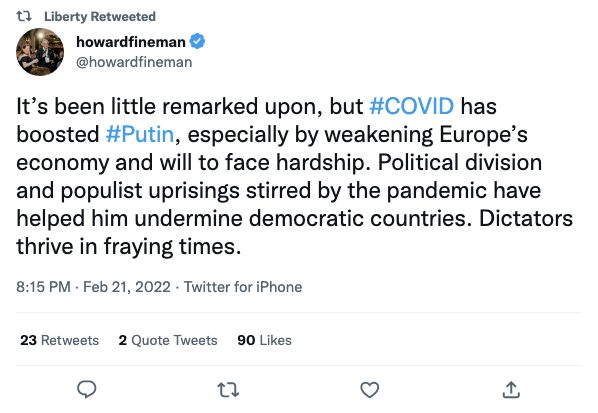 Liberty Retweeted
howardfineman
@howardfineman
It’s been little remarked upon, but #COVID has
boosted #Putin, especially by weakening Europe’s
economy and will to face hardship. Political division
and populist uprisings stirred by the pandemic have
helped him undermine democratic countries. Dictators
thrive in fraying times.
8:15 PM · Feb 21, 2022 · Twitter for iPhone
23 Retweets 2 Quote Tweets 90 Likes